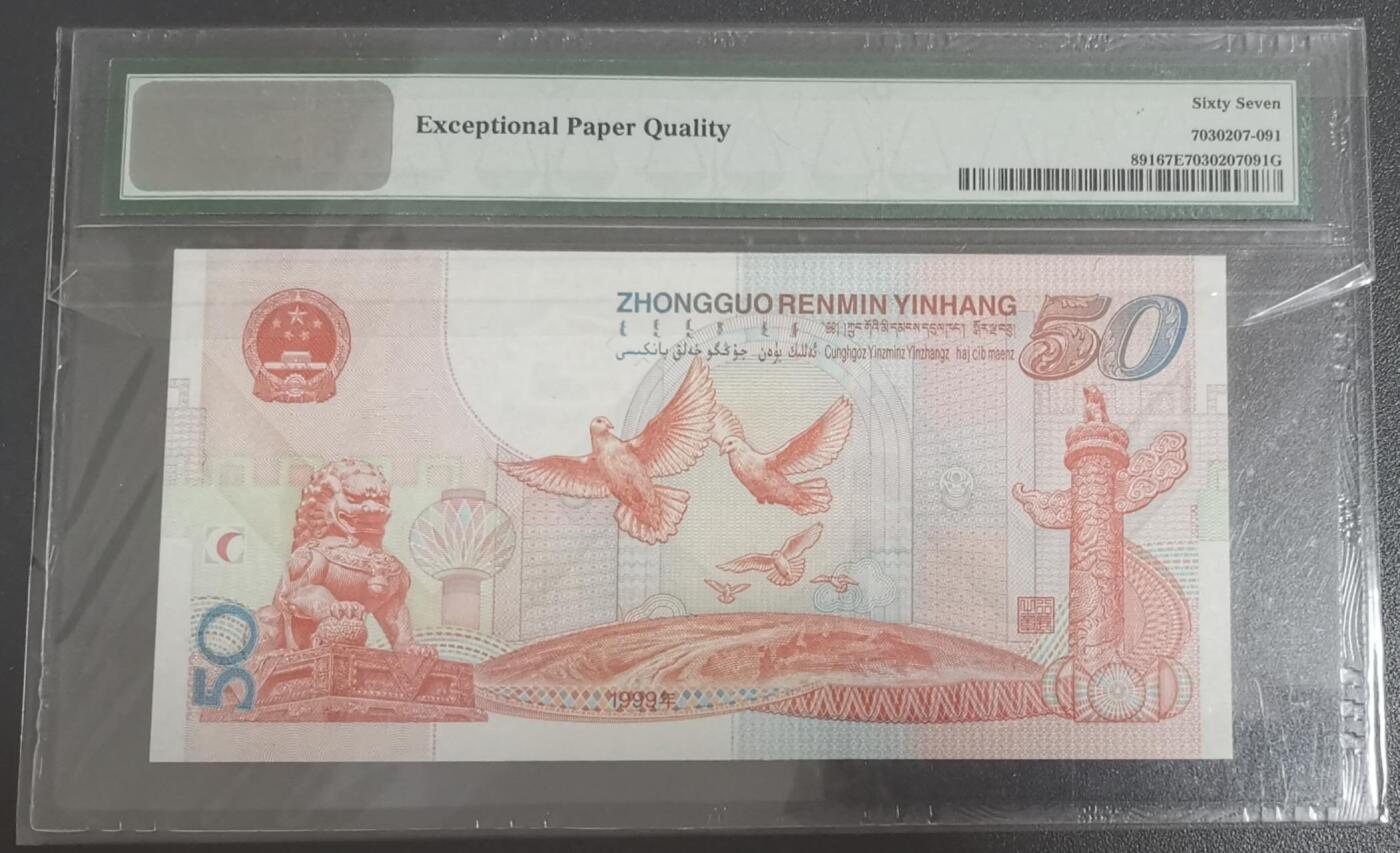 Exceptional Paper Quality
Sixty Seven
7030207-091
89167E7030207091G
ZHONGGUO RENMIN YINHANG
50
Cunghgoz Yinzminz Yinzhangz haj cib maenz
50
1999年